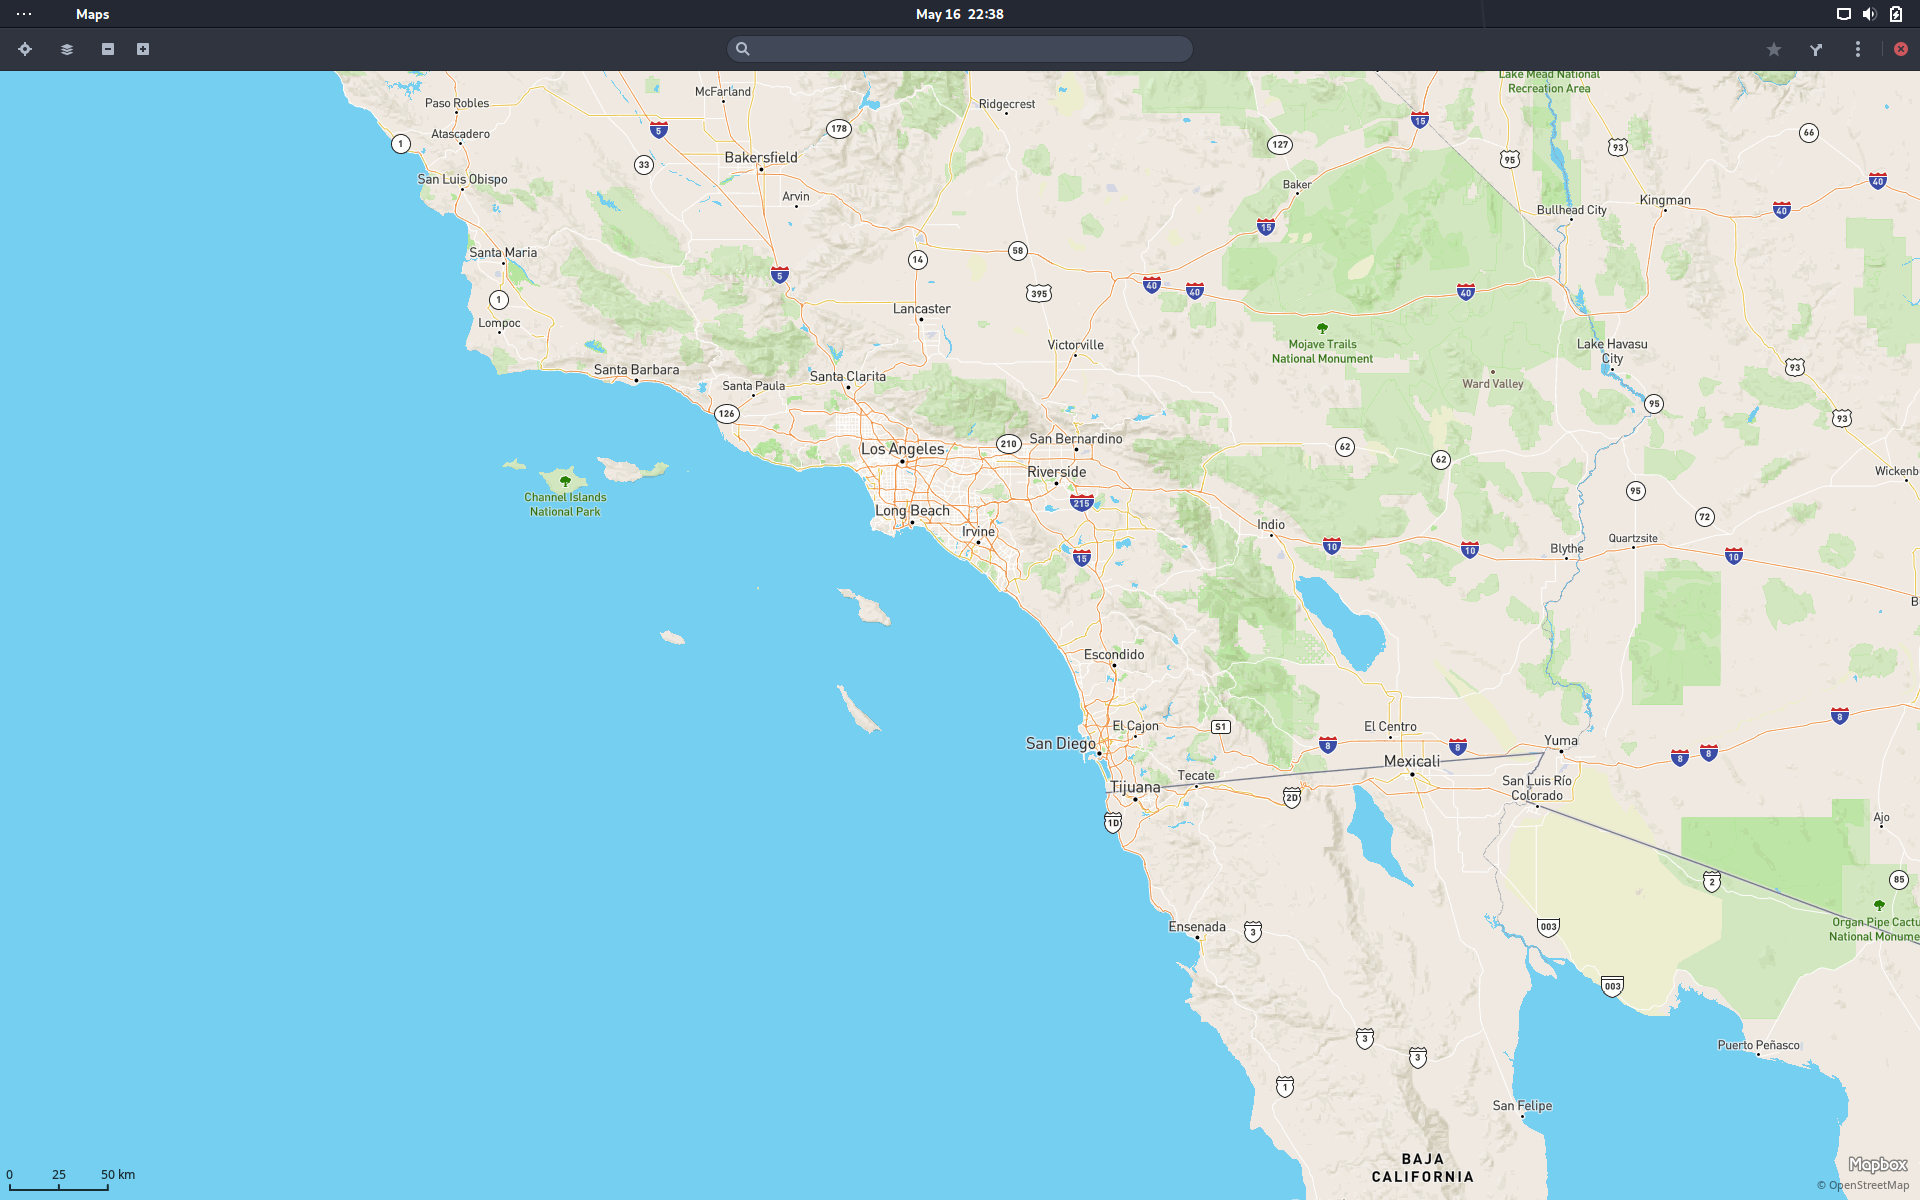 Maps
May 16 22:38
Lake Mead National
Recreation Area
McFarland
Paso Robles
Ridgecrest
5
15
178
66
Atascadero
1
127
95
93
33
Bakersfield
San Luis Obispo
40
Baker
Arvin
Kingman
Bullhead City
40
15
Santa Maria
58
14
5
40
40
40
395
1
Lancaster
Lompoc
Mojave Trails
National Monument
Victorville
Lake Havasu
City
Santa Barbara
Santa Paula
Santa Clarita
93
Ward Valley
95
126
93
Los Angeles
210
San Bernardino
62
62
Riverside
Wickenb
Channel Islands
National Park
215
95
Long Beach
72
Irvine
Indio
Quartzsite
10
10
Blythe
15
10
B
Escondido
El Cajon
S1
El Centro
8
San Diego
8
8
Yuma
8
8
Mexicali
Tecate
Tijuana
San Luis Río
Colorado
2D
1D
Ajo
2
85
Ensenada
3
003
Organ Pipe Cactu
National Monume
003
3
3
Puerto Peñasco
1
San Felipe
BAJA
CALIFORNIA
0 25 50 km
Mapbox
© OpenStreetMap